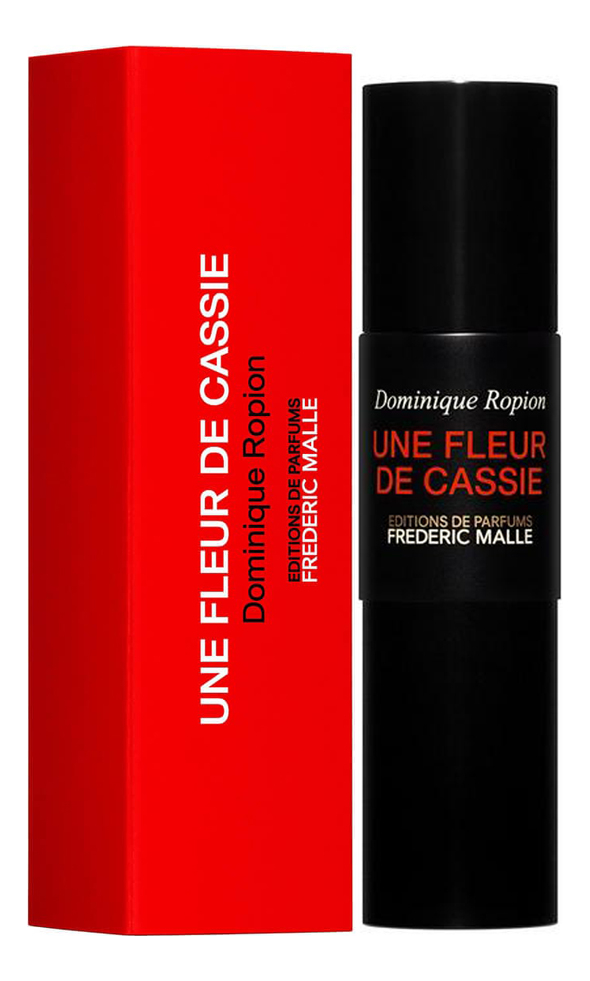 UNE FLEUR DE CASSIE
Dominique Ropion
EDITIONS DE PARFUMS
FREDERIC MALLE
Dominique Ropion
UNE FLEUR
DE CASSIE
EDITIONS DE PARFUMS
FREDERIC MALLE